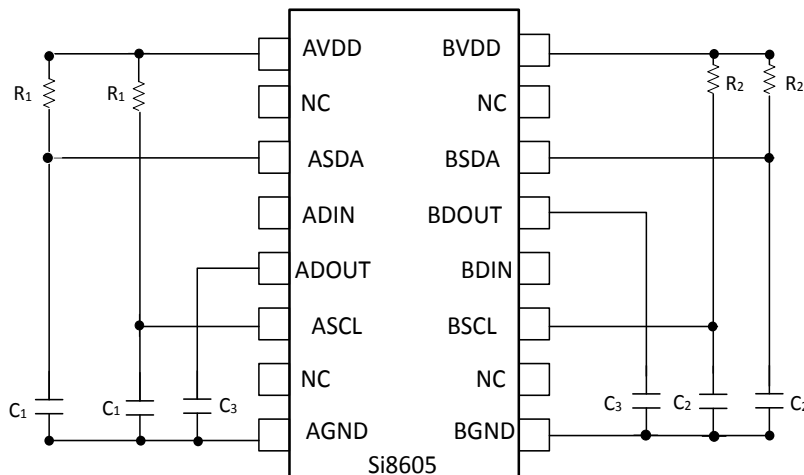 AVDD BVDD
R1 R1 R2 R2
NC NC
ASDA BSDA
ADIN BDOUT
ADOUT BDIN
ASCL BSCL
NC NC
C1 C1 C3 C3 C2 C2
AGND BGND
Si8605